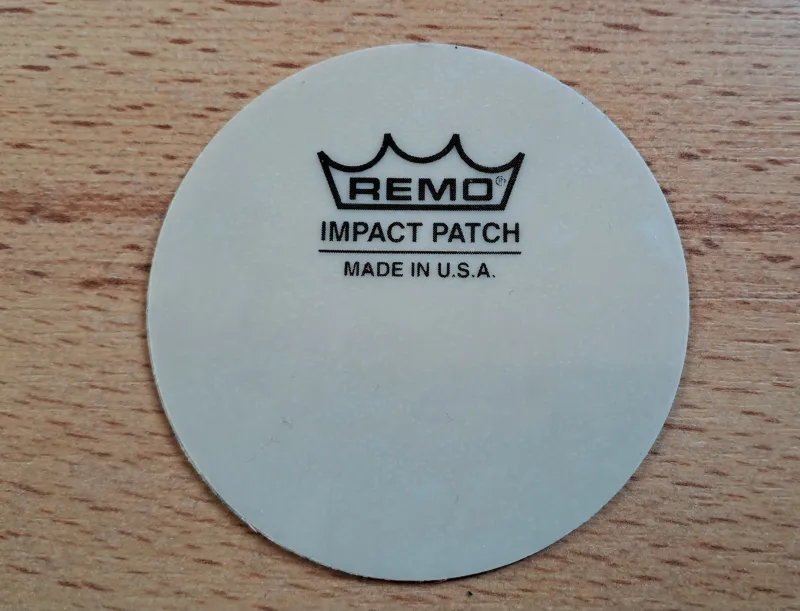 REMO®
IMPACT PATCH
MADE IN U.S.A.